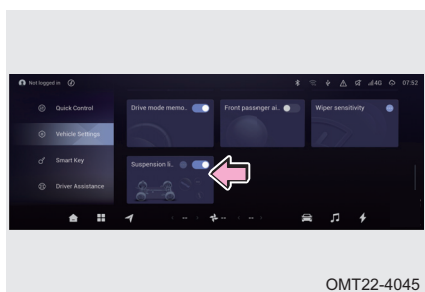 Not logged in
4G
07:52
Quick Control
Drive mode memo..
Front passenger ai..
Wiper sensitivity
Vehicle Settings
Smart Key
Suspension li..
Driver Assistance
OMT22-4045